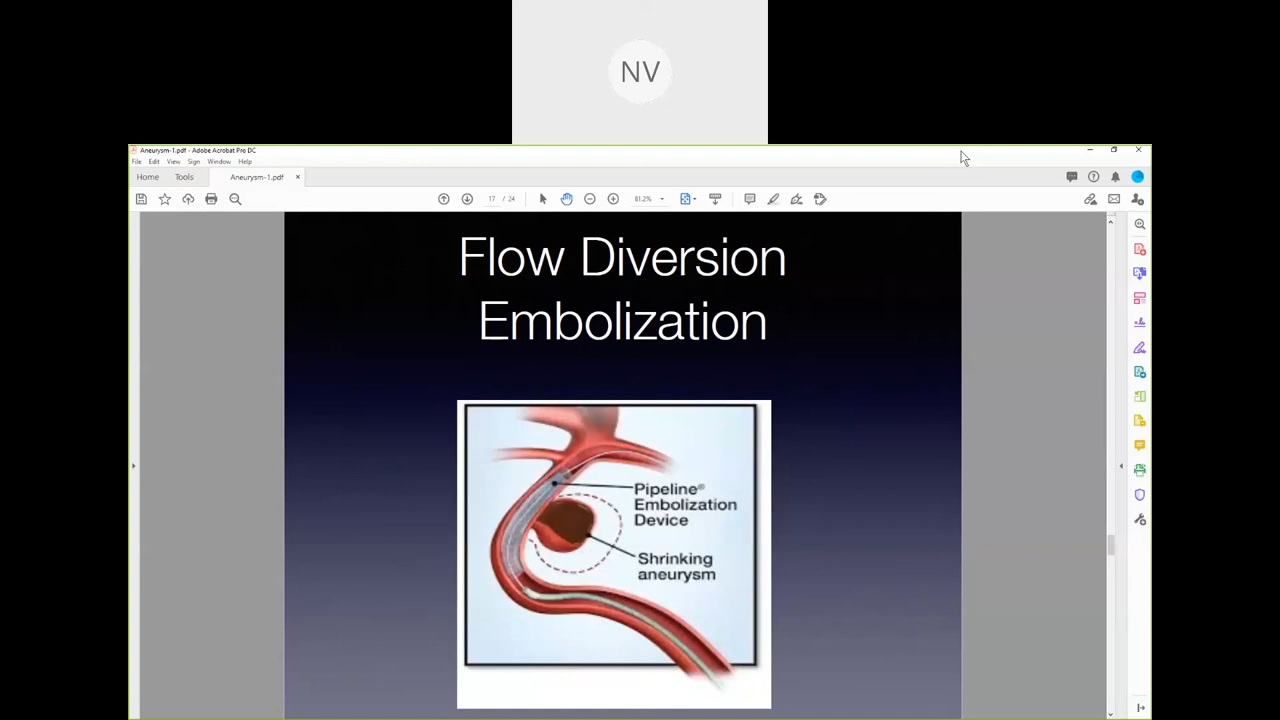 NV
Aneurysm-1.pdf - Adobe Acrobat Pro DC
File Edit View Sign Window Help
Home Tools Aneurysm-1.pdf ×
17 / 24 81.2%
Flow Diversion
Embolization
Pipeline®
Embolization
Device
Shrinking
aneurysm